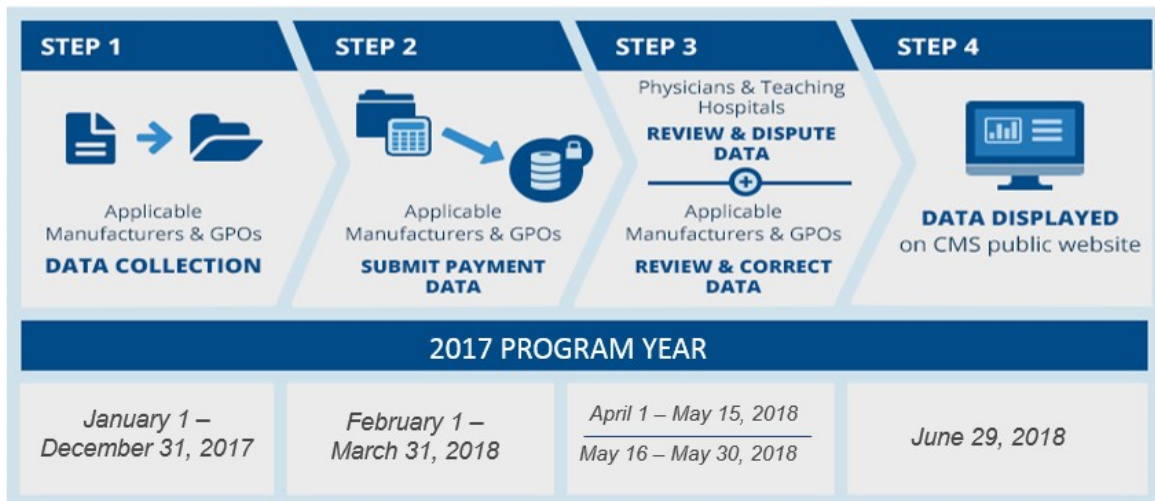 STEP 1
Applicable
Manufacturers & GPOs
DATA COLLECTION
STEP 2
Applicable
Manufacturers & GPOs
SUBMIT PAYMENT
DATA
STEP 3
Physicians & Teaching
Hospitals
REVIEW & DISPUTE
DATA
Applicable
Manufacturers & GPOs
REVIEW & CORRECT
DATA
STEP 4
DATA DISPLAYED
on CMS public website
2017 PROGRAM YEAR
January 1 –
December 31, 2017
February 1 –
March 31, 2018
April 1 – May 15, 2018
May 16 – May 30, 2018
June 29, 2018